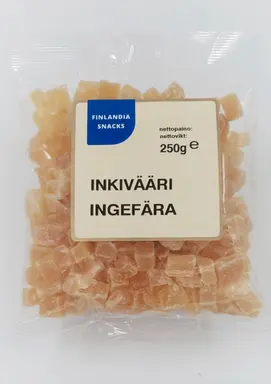 FINLANDIA
SNACKS
nettopaino:
nettovikt:
250g ℮
INKIVÄÄRI
INGEFÄRA